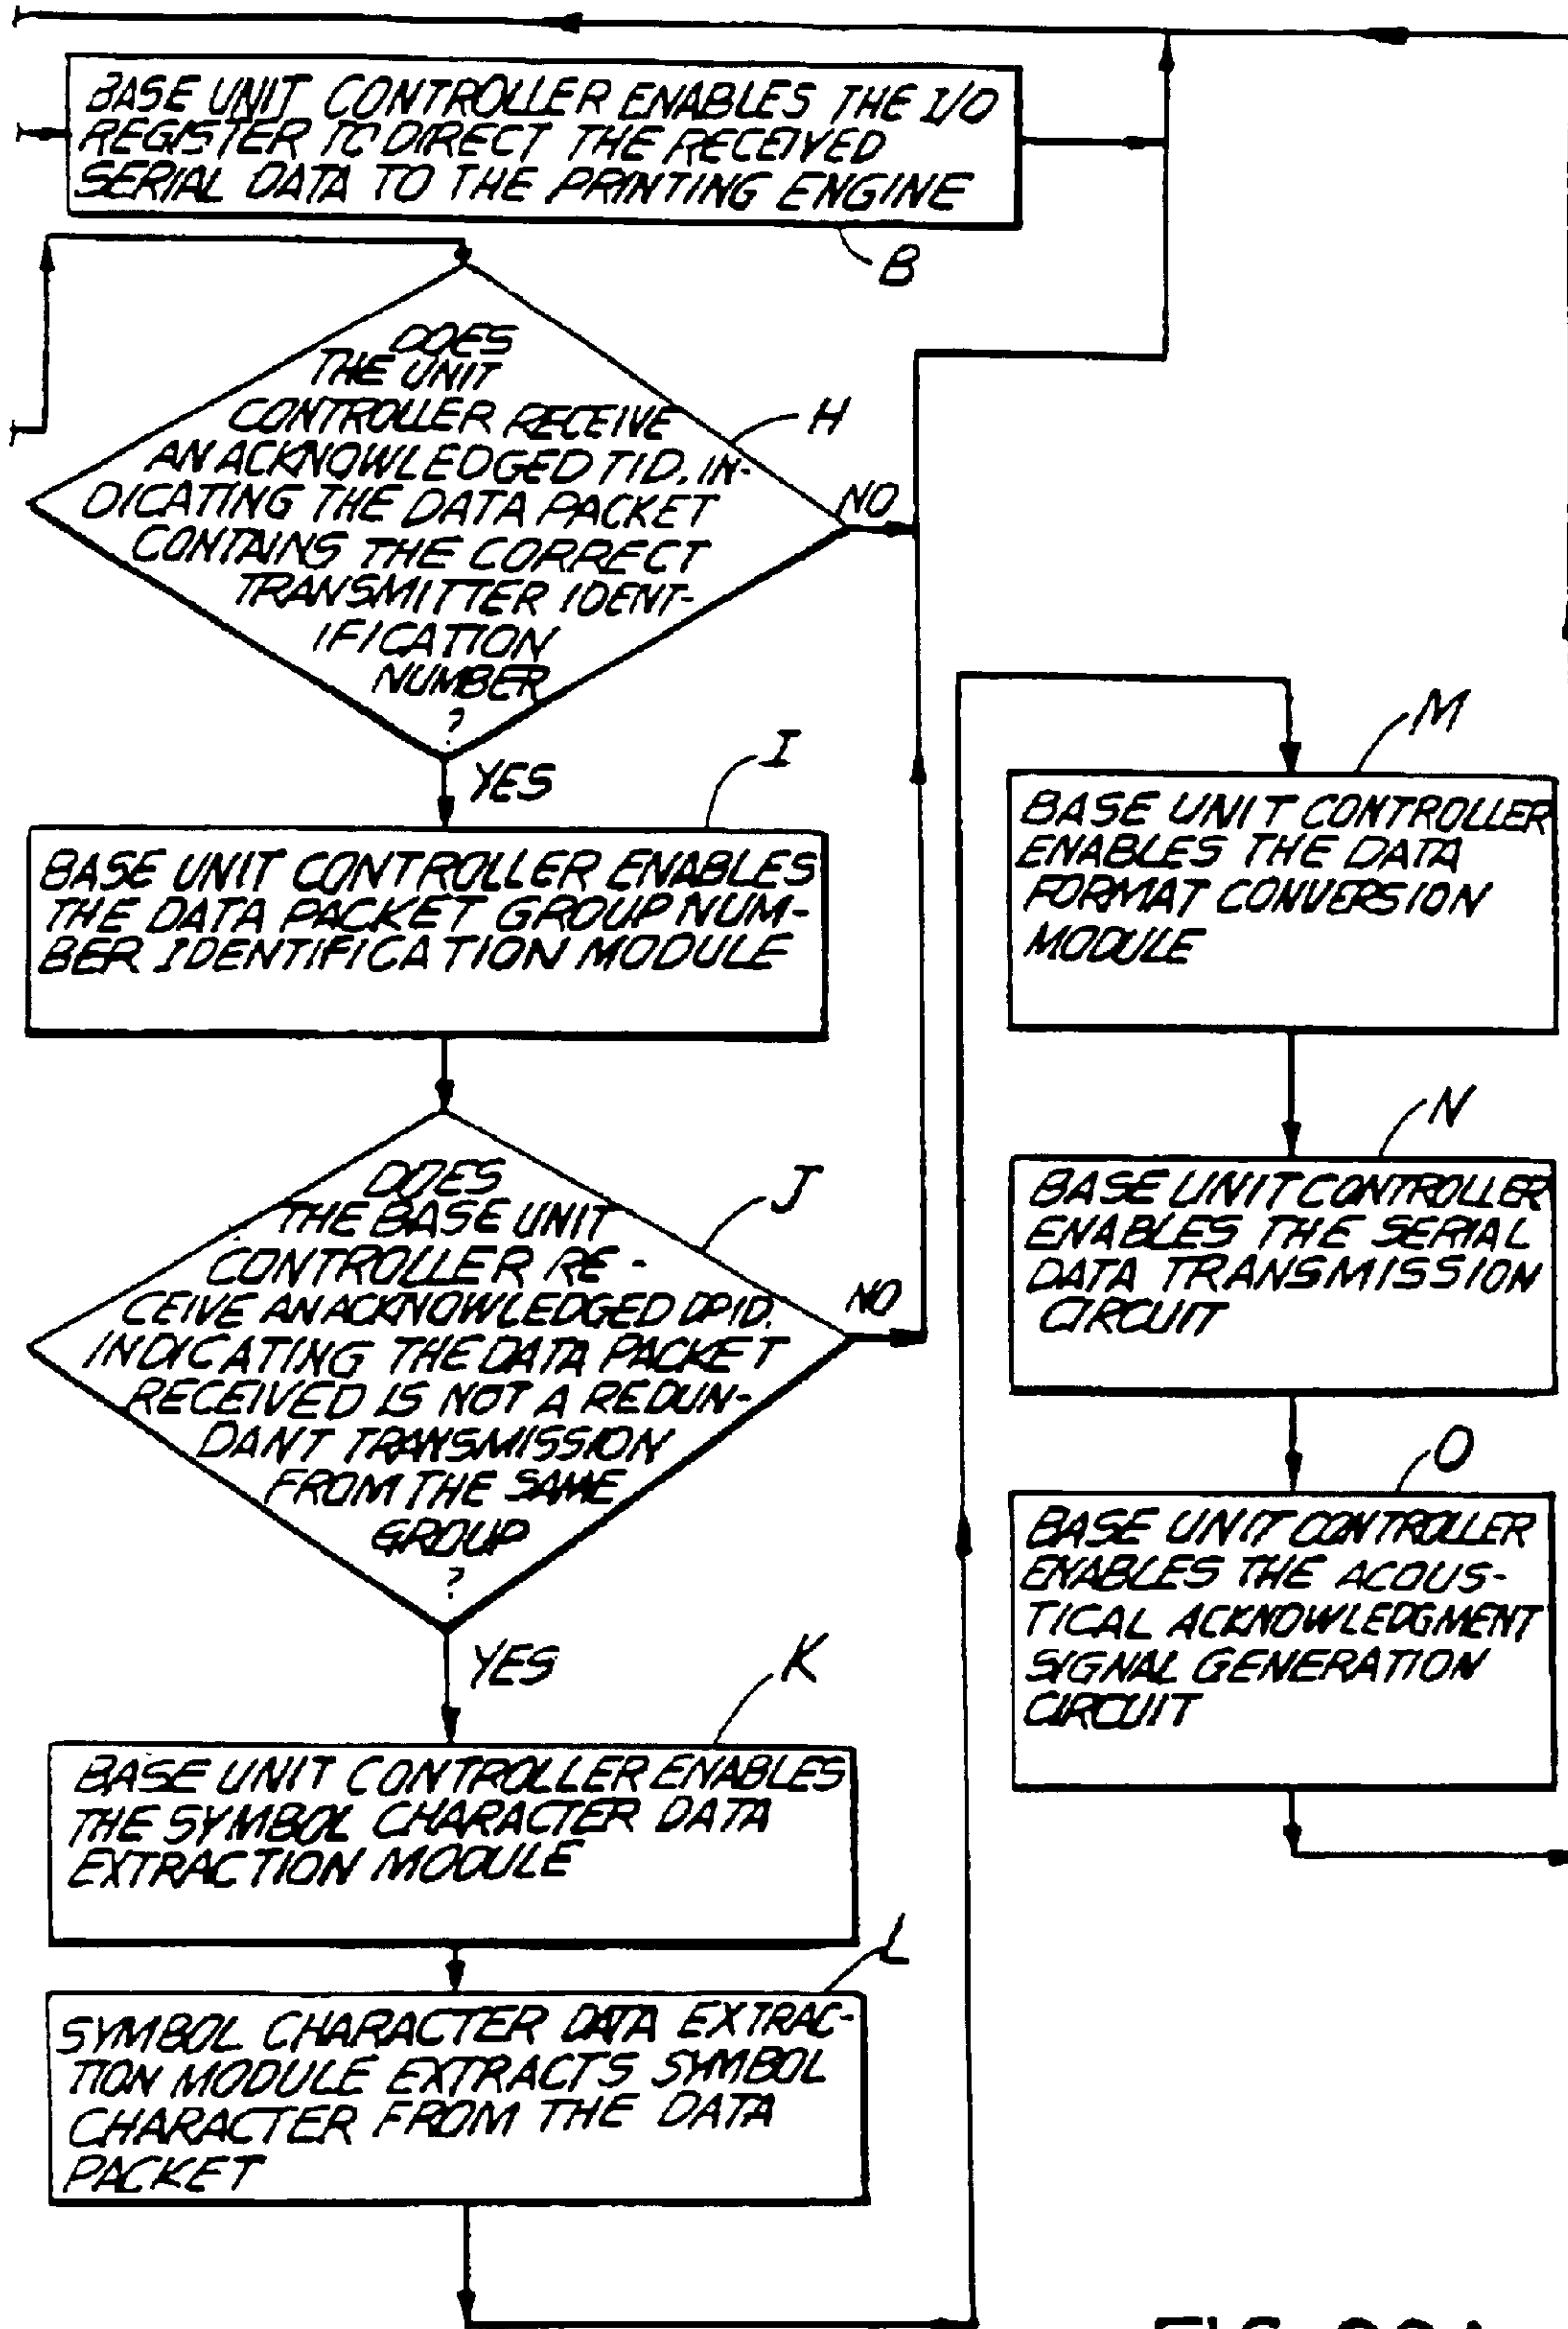 BASE UNIT CONTROLLER ENABLES THE I/O
REGISTER TO DIRECT THE RECEIVED
SERIAL DATA TO THE PRINTING ENGINE
B
DOES
THE UNIT
CONTROLLER RECEIVE
AN ACKNOWLEDGED TID, IN-
DICATING THE DATA PACKET
CONTAINS THE CORRECT
TRANSMITTER IDENT-
IFICATION
NUMBER
?
H
NO
YES
I
BASE UNIT CONTROLLER ENABLES
THE DATA PACKET GROUP NUM-
BER IDENTIFICATION MODULE
DOES
THE BASE UNIT
CONTROLLER RE-
CEIVE AN ACKNOWLEDGED DPID,
INDICATING THE DATA PACKET
RECEIVED IS NOT A REDUN-
DANT TRANSMISSION
FROM THE SAME
GROUP
?
J
NO
YES
K
BASE UNIT CONTROLLER ENABLES
THE SYMBOL CHARACTER DATA
EXTRACTION MODULE
L
SYMBOL CHARACTER DATA EXTRAC-
TION MODULE EXTRACTS SYMBOL
CHARACTER FROM THE DATA
PACKET
M
BASE UNIT CONTROLLER
ENABLES THE DATA
FORMAT CONVERSION
MODULE
N
BASE UNIT CONTROLLER
ENABLES THE SERIAL
DATA TRANSMISSION
CIRCUIT
O
BASE UNIT CONTROLLER
ENABLES THE ACOUS-
TICAL ACKNOWLEDGMENT
SIGNAL GENERATION
CIRCUIT